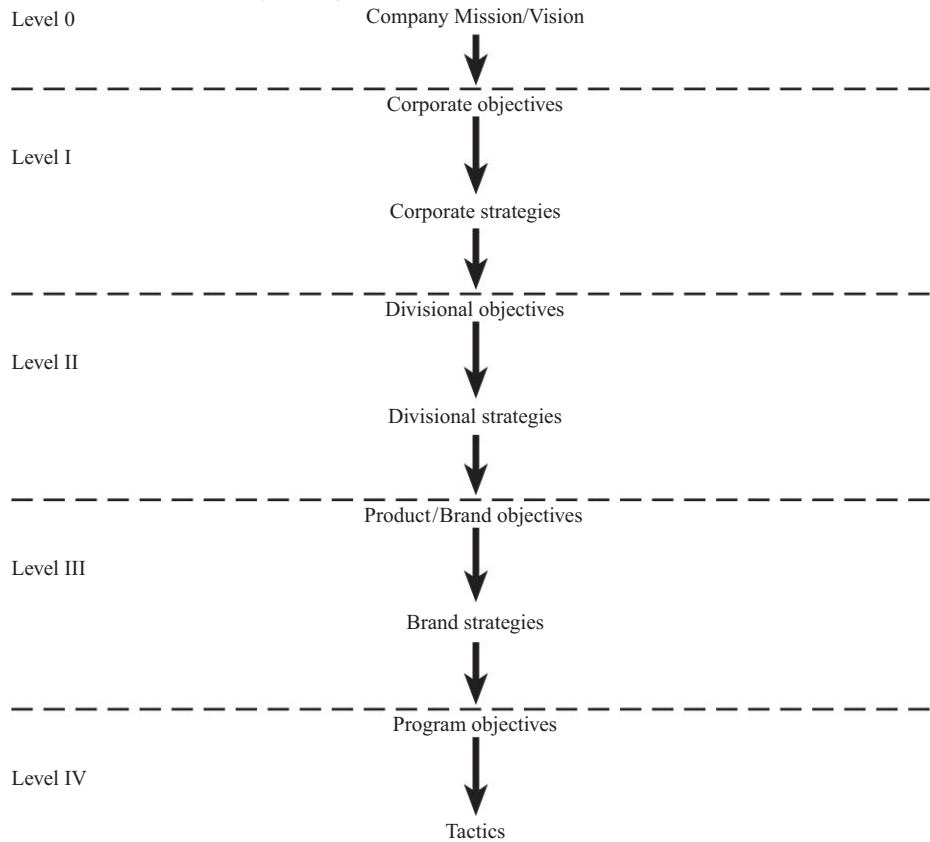 Level 0
Company Mission/Vision
Corporate objectives
Level I
Corporate strategies
Divisional objectives
Level II
Divisional strategies
Product/Brand objectives
Level III
Brand strategies
Program objectives
Level IV
Tactics